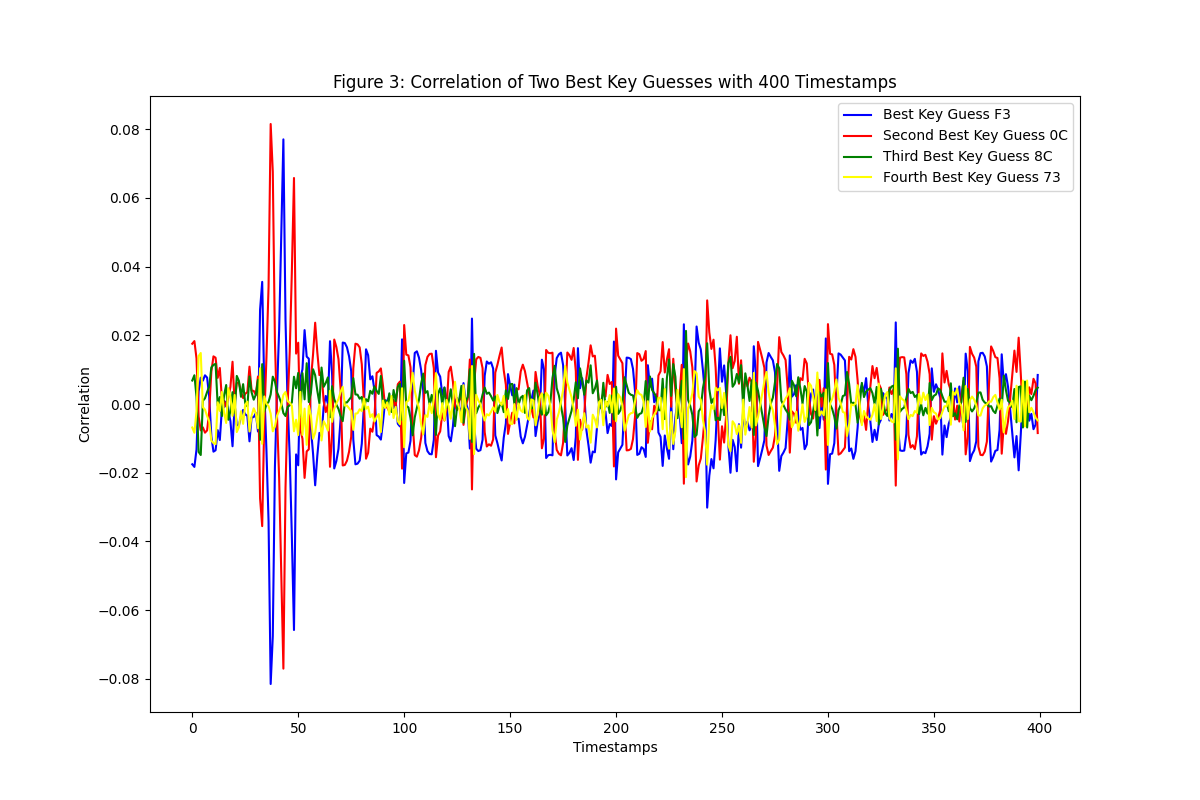 Figure 3: Correlation of Two Best Key Guesses with 400 Timestamps
Best Key Guess F3
Second Best Key Guess 0C
Third Best Key Guess 8C
Fourth Best Key Guess 73
Correlation
0.08
0.06
0.04
0.02
0.00
−0.02
−0.04
−0.06
−0.08
0 50 100 150 200 250 300 350 400
Timestamps